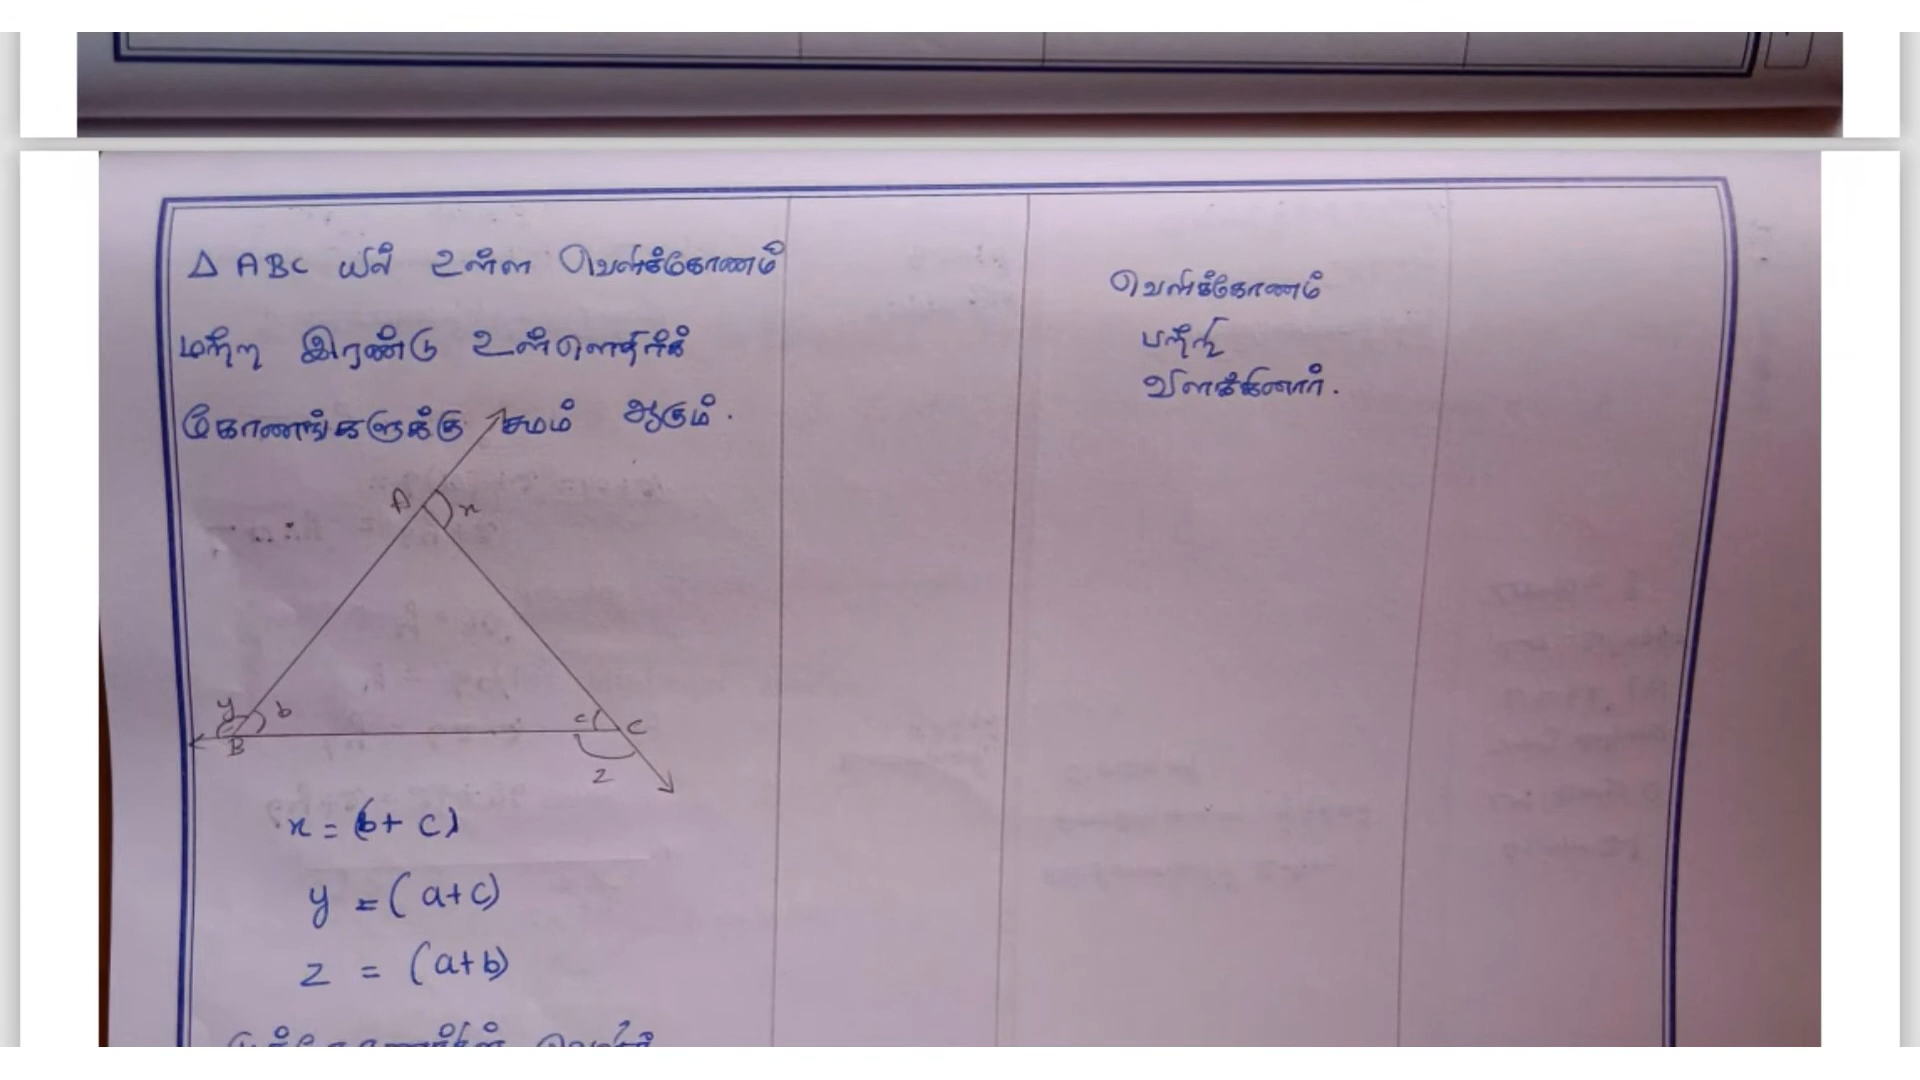 Δ ABC யில் உள்ள வெளிக்கோணம்
மற்ற இரண்டு உள்ளெதிர்க்
கோணங்களுக்கு சமம் ஆகும்.
A x
y b c C
B
z
x = (b+ c)
y = (a+c)
z = (a+b)
வெளிக்கோணம்
பற்றி
விளக்கினார்.